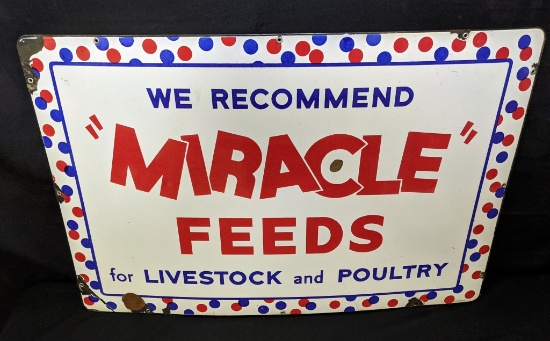 WE RECOMMEND
"MIRACLE"
FEEDS
for LIVESTOCK and POULTRY